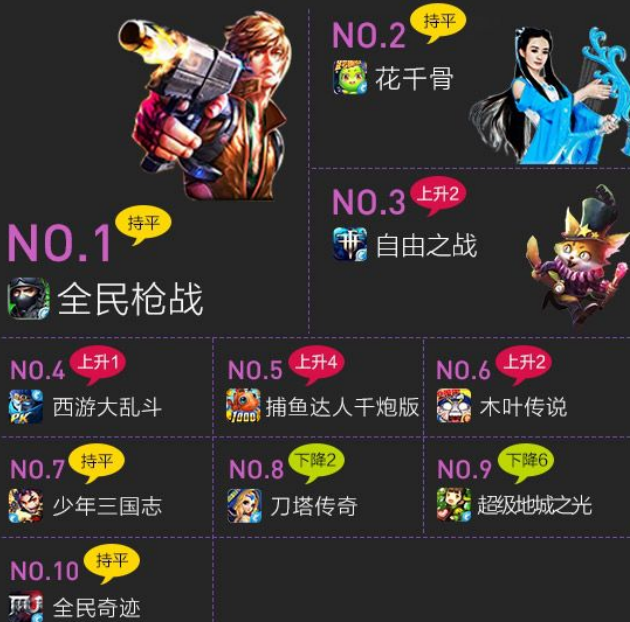 NO.1 持平
全民枪战
NO.2 持平
花千骨
NO.3 上升2
自由之战
NO.4 上升1
西游大乱斗
NO.5 上升4
捕鱼达人千炮版
NO.6 上升2
木叶传说
NO.7 持平
少年三国志
NO.8 下降2
刀塔传奇
NO.9 下降6
超级地城之光
NO.10 持平
全民奇迹
PK
1000
MU